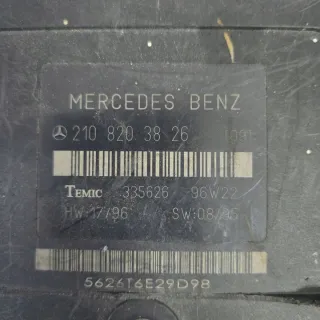 MERCEDES BENZ
210 820 38 26
TEMIC 335626 96W22
HW:17/96 SW:08/95
5626T6E29D98